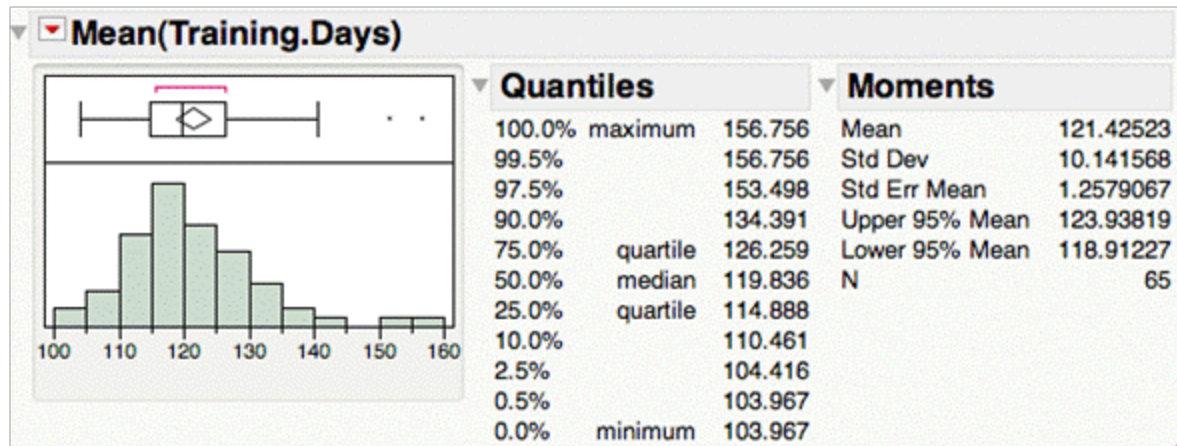 Mean(Training.Days)
100 110 120 130 140 150 160
Quantiles
100.0% maximum 156.756
99.5% 156.756
97.5% 153.498
90.0% 134.391
75.0% quartile 126.259
50.0% median 119.836
25.0% quartile 114.888
10.0% 110.461
2.5% 104.416
0.5% 103.967
0.0% minimum 103.967
Moments
Mean 121.42523
Std Dev 10.141568
Std Err Mean 1.2579067
Upper 95% Mean 123.93819
Lower 95% Mean 118.91227
N 65